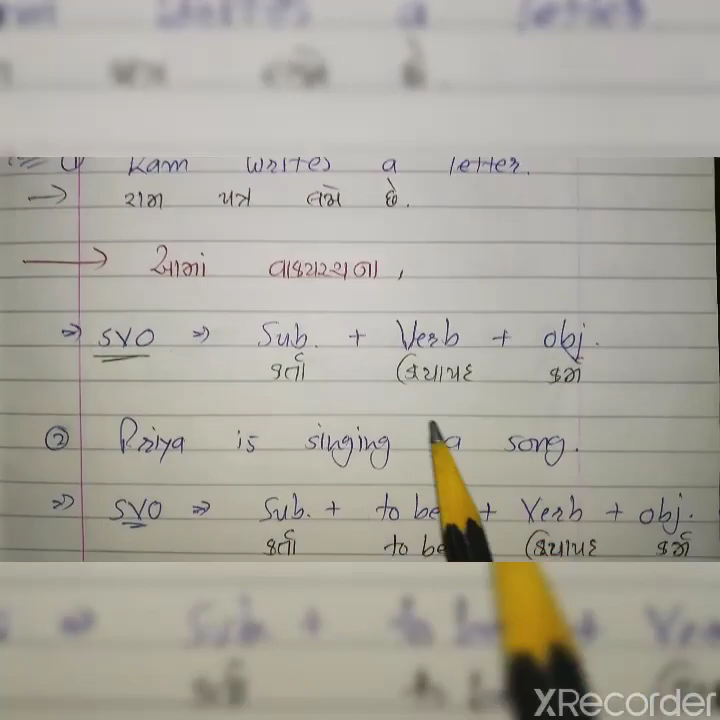 (1) Ram writes a letter.
→ રામ પત્ર લખે છે.
→ આમાં વાક્યરચના,
⇒ SVO ⇒ Sub. + Verb + obj.
કર્તા ક્રિયાપદ કર્મ
② Priya is singing a song.
⇒ SVO ⇒ Sub. + to be + Verb + obj.
કર્તા to be ક્રિયાપદ કર્મ
XRecorder